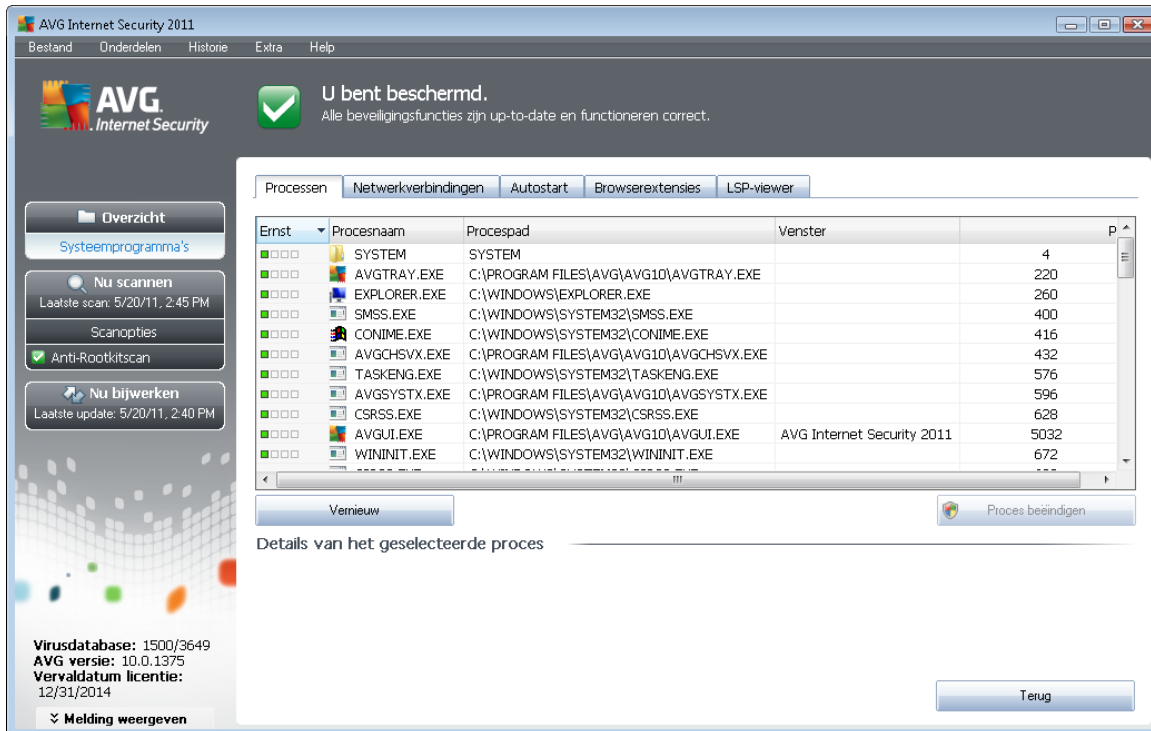 AVG Internet Security 2011
Bestand Onderdelen Historie Extra Help
AVG.
Internet Security
U bent beschermd.
Alle beveiligingsfuncties zijn up-to-date en functioneren correct.
Overzicht
Systeemprogramma's
Nu scannen
Laatste scan: 5/20/11, 2:45 PM
Scanopties
Anti-Rootkitscan
Nu bijwerken
Laatste update: 5/20/11, 2:40 PM
Virusdatabase: 1500/3649
AVG versie: 10.0.1375
Vervaldatum licentie:
12/31/2014
Melding weergeven
Processen Netwerkverbindingen Autostart Browserextensies LSP-viewer
Ernst Procesnaam Procespad Venster P
SYSTEM SYSTEM 4
AVGTRAY.EXE C:\PROGRAM FILES\AVG\AVG10\AVGTRAY.EXE 220
EXPLORER.EXE C:\WINDOWS\EXPLORER.EXE 260
SMSS.EXE C:\WINDOWS\SYSTEM32\SMSS.EXE 400
CONIME.EXE C:\WINDOWS\SYSTEM32\CONIME.EXE 416
AVGCHSVX.EXE C:\PROGRAM FILES\AVG\AVG10\AVGCHSVX.EXE 432
TASKENG.EXE C:\WINDOWS\SYSTEM32\TASKENG.EXE 576
AVGSYSTX.EXE C:\PROGRAM FILES\AVG\AVG10\AVGSYSTX.EXE 596
CSRSS.EXE C:\WINDOWS\SYSTEM32\CSRSS.EXE 628
AVGUI.EXE C:\PROGRAM FILES\AVG\AVG10\AVGUI.EXE AVG Internet Security 2011 5032
WININIT.EXE C:\WINDOWS\SYSTEM32\WININIT.EXE 672
Vernieuw Proces beëindigen
Details van het geselecteerde proces
Terug